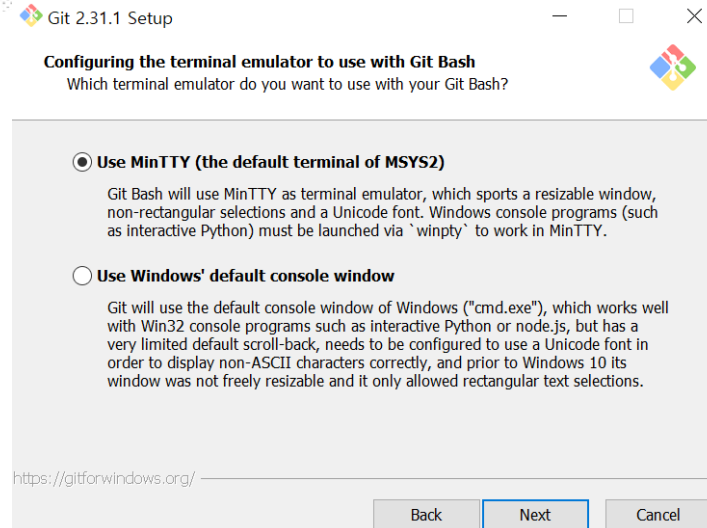 Git 2.31.1 Setup
Configuring the terminal emulator to use with Git Bash
Which terminal emulator do you want to use with your Git Bash?
Use MinTTY (the default terminal of MSYS2)
Git Bash will use MinTTY as terminal emulator, which sports a resizable window,
non-rectangular selections and a Unicode font. Windows console programs (such
as interactive Python) must be launched via `winpty` to work in MinTTY.
Use Windows' default console window
Git will use the default console window of Windows ("cmd.exe"), which works well
with Win32 console programs such as interactive Python or node.js, but has a
very limited default scroll-back, needs to be configured to use a Unicode font in
order to display non-ASCII characters correctly, and prior to Windows 10 its
window was not freely resizable and it only allowed rectangular text selections.
https://gitforwindows.org/
Back Next Cancel